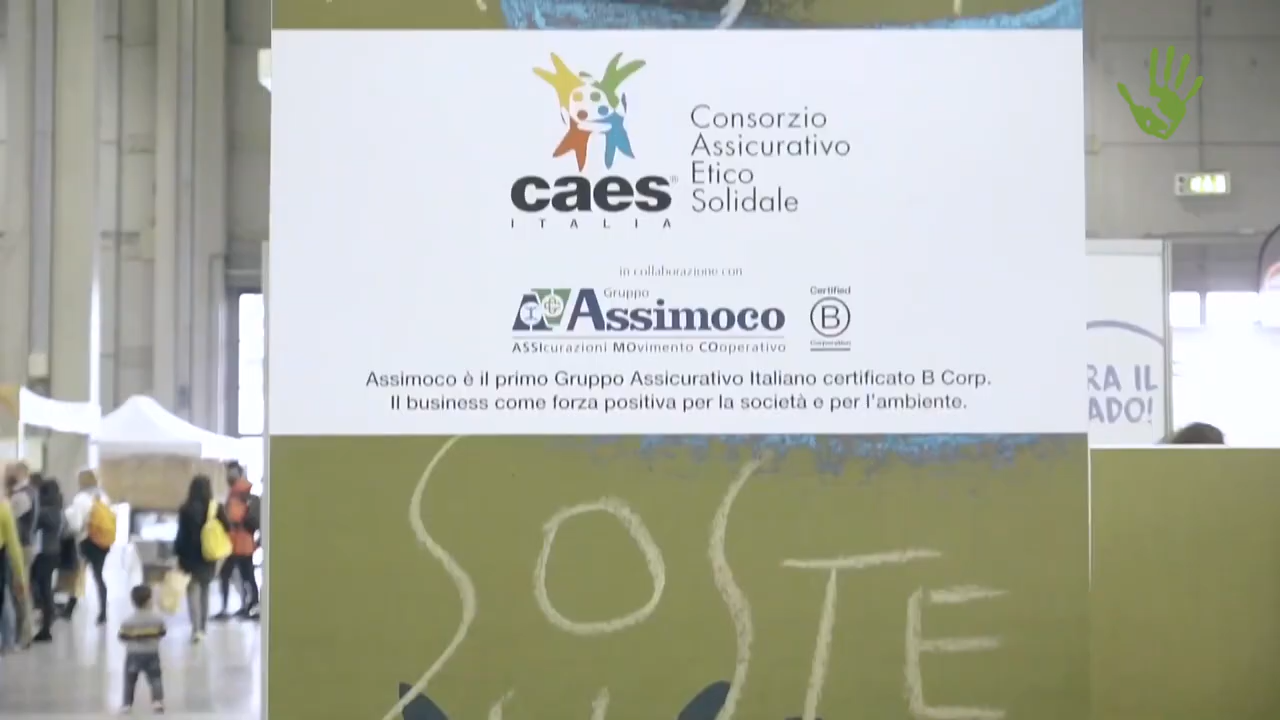 caes®
ITALIA
Consorzio
Assicurativo
Etico
Solidale
in collaborazione con
Gruppo
Assimoco
ASSIcurazioni MOvimento COoperativo
Certified
B
Corporation
Assimoco è il primo Gruppo Assicurativo Italiano certificato B Corp.
Il business come forza positiva per la società e per l'ambiente.
RA IL
ADO!
SOSTE